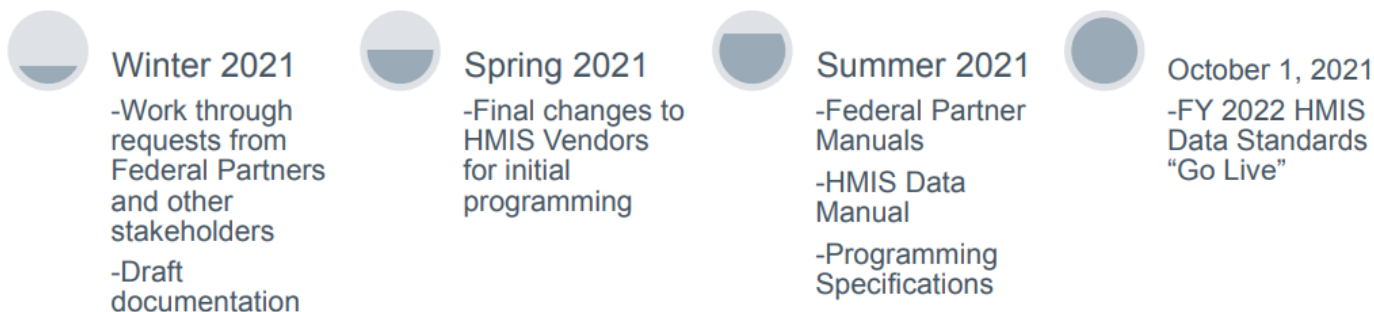 Winter 2021
-Work through
requests from
Federal Partners
and other
stakeholders
-Draft
documentation
Spring 2021
-Final changes to
HMIS Vendors
for initial
programming
Summer 2021
-Federal Partner
Manuals
-HMIS Data
Manual
-Programming
Specifications
October 1, 2021
-FY 2022 HMIS
Data Standards
“Go Live”